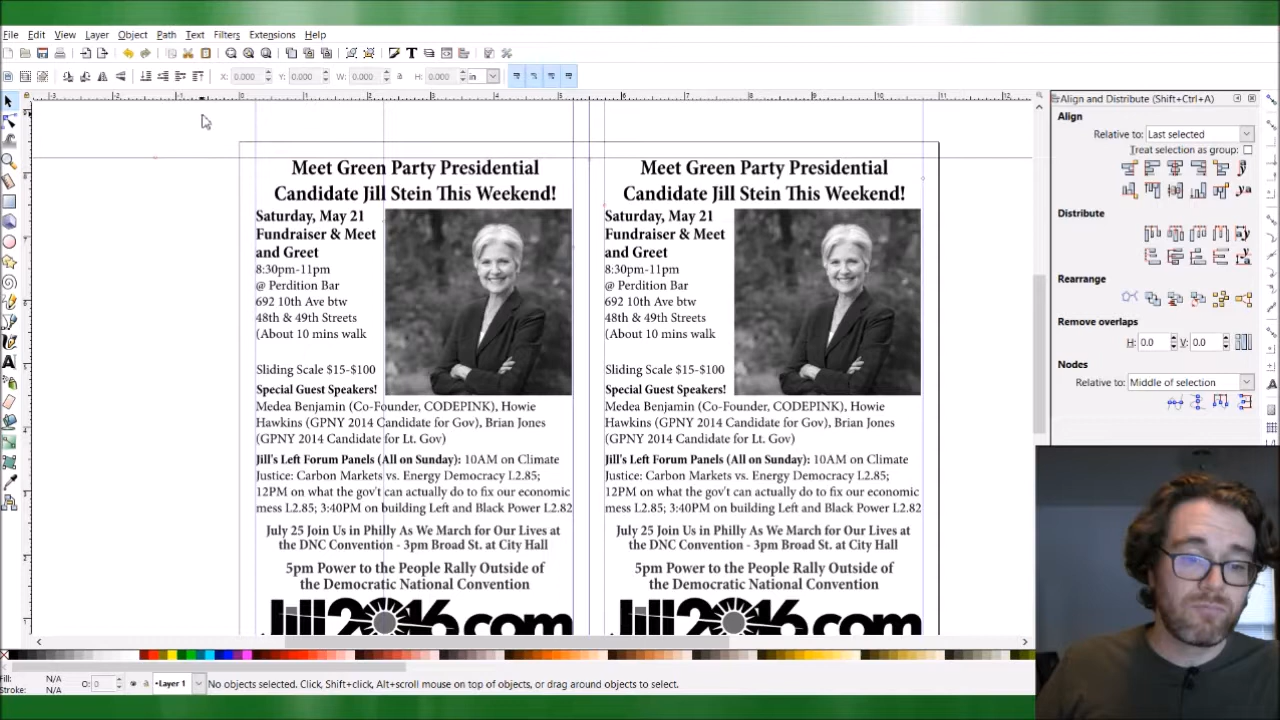 File Edit View Layer Object Path Text Filters Extensions Help
X: 0.000 Y: 0.000 W: 0.000 H: 0.000 in
Align and Distribute (Shift+Ctrl+A)
Align
Relative to: Last selected
Treat selection as group:
Distribute
Rearrange
Remove overlaps
H: 0.0 V: 0.0
Nodes
Relative to: Middle of selection
Meet Green Party Presidential
Candidate Jill Stein This Weekend!
Saturday, May 21
Fundraiser & Meet
and Greet
8:30pm-11pm
@ Perdition Bar
692 10th Ave btw
48th & 49th Streets
(About 10 mins walk
Sliding Scale $15-$100
Special Guest Speakers!
Medea Benjamin (Co-Founder, CODEPINK), Howie
Hawkins (GPNY 2014 Candidate for Gov), Brian Jones
(GPNY 2014 Candidate for Lt. Gov)
Jill's Left Forum Panels (All on Sunday): 10AM on Climate
Justice: Carbon Markets vs. Energy Democracy L2.85;
12PM on what the gov't can actually do to fix our economic
mess L2.85; 3:40PM on building Left and Black Power L2.82
July 25 Join Us in Philly As We March for Our Lives at
the DNC Convention - 3pm Broad St. at City Hall
5pm Power to the People Rally Outside of
the Democratic National Convention
Jill2016.com
Meet Green Party Presidential
Candidate Jill Stein This Weekend!
Saturday, May 21
Fundraiser & Meet
and Greet
8:30pm-11pm
@ Perdition Bar
692 10th Ave btw
48th & 49th Streets
(About 10 mins walk
Sliding Scale $15-$100
Special Guest Speakers!
Medea Benjamin (Co-Founder, CODEPINK), Howie
Hawkins (GPNY 2014 Candidate for Gov), Brian Jones
(GPNY 2014 Candidate for Lt. Gov)
Jill's Left Forum Panels (All on Sunday): 10AM on Climate
Justice: Carbon Markets vs. Energy Democracy L2.85;
12PM on what the gov't can actually do to fix our economic
mess L2.85; 3:40PM on building Left and Black Power L2.82
July 25 Join Us in Philly As We March for Our Lives at
the DNC Convention - 3pm Broad St. at City Hall
5pm Power to the People Rally Outside of
the Democratic National Convention
Jill2016.com
Fill: N/A
Stroke: N/A
O: 0
Layer 1
No objects selected. Click, Shift+click, Alt+scroll mouse on top of objects, or drag around objects to select.